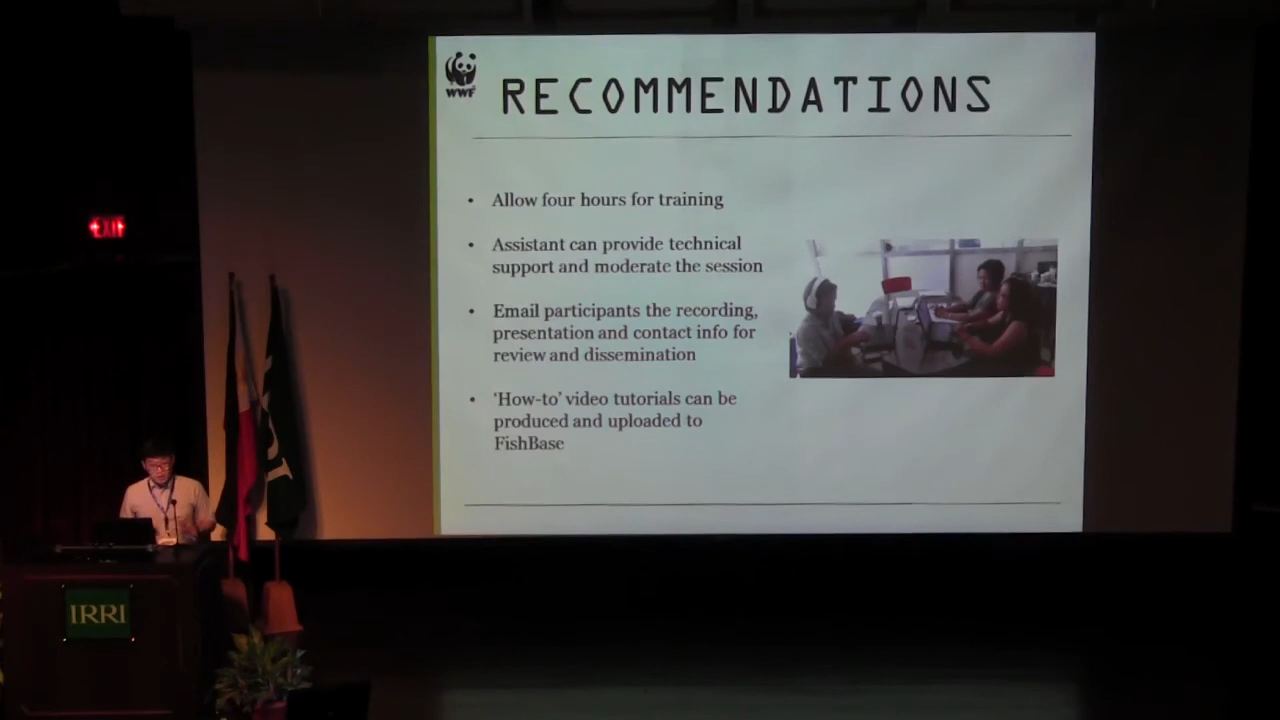 WWF
RECOMMENDATIONS
• Allow four hours for training
• Assistant can provide technical
support and moderate the session
• Email participants the recording,
presentation and contact info for
review and dissemination
• ‘How-to’ video tutorials can be
produced and uploaded to
FishBase
EXIT
IRRI